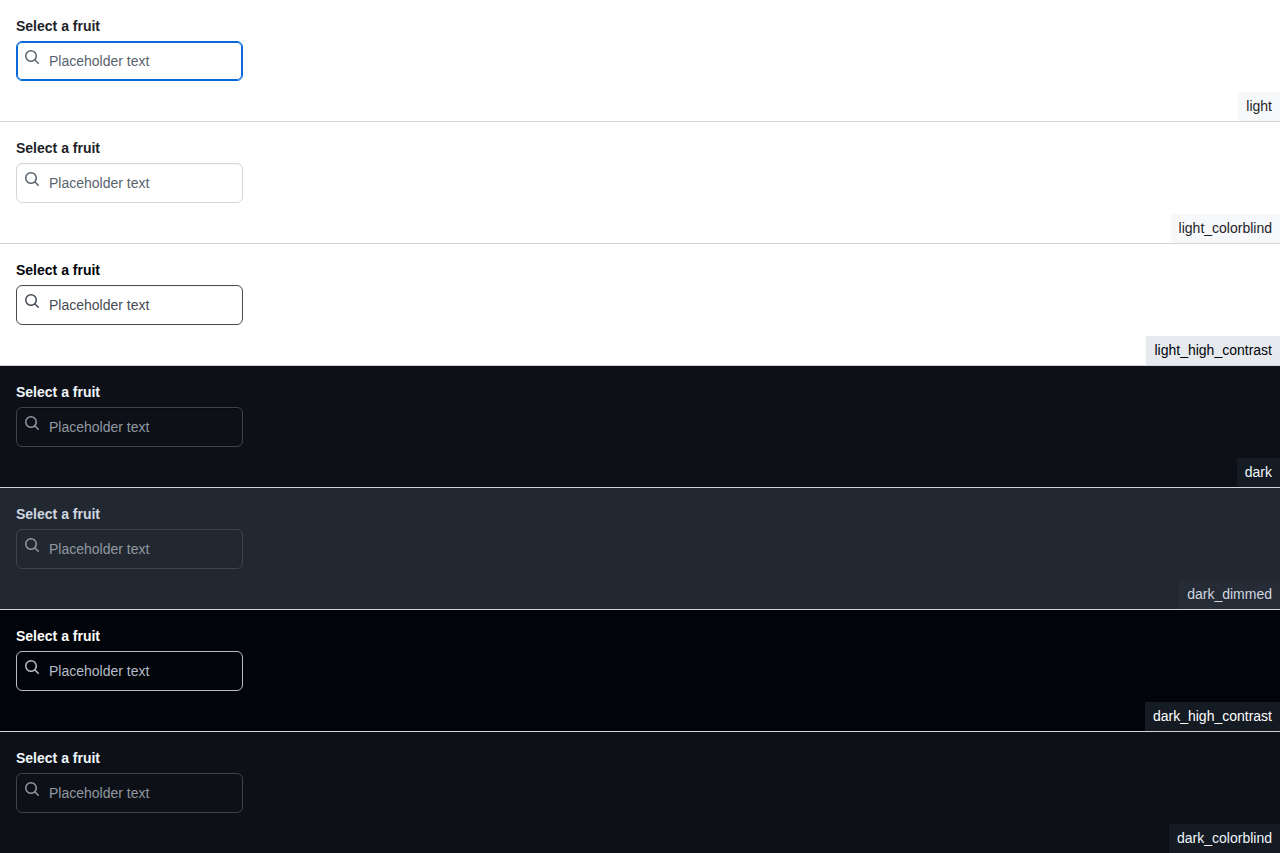 Select a fruit
Placeholder text
light
Select a fruit
Placeholder text
light_colorblind
Select a fruit
Placeholder text
light_high_contrast
Select a fruit
Placeholder text
dark
Select a fruit
Placeholder text
dark_dimmed
Select a fruit
Placeholder text
dark_high_contrast
Select a fruit
Placeholder text
dark_colorblind